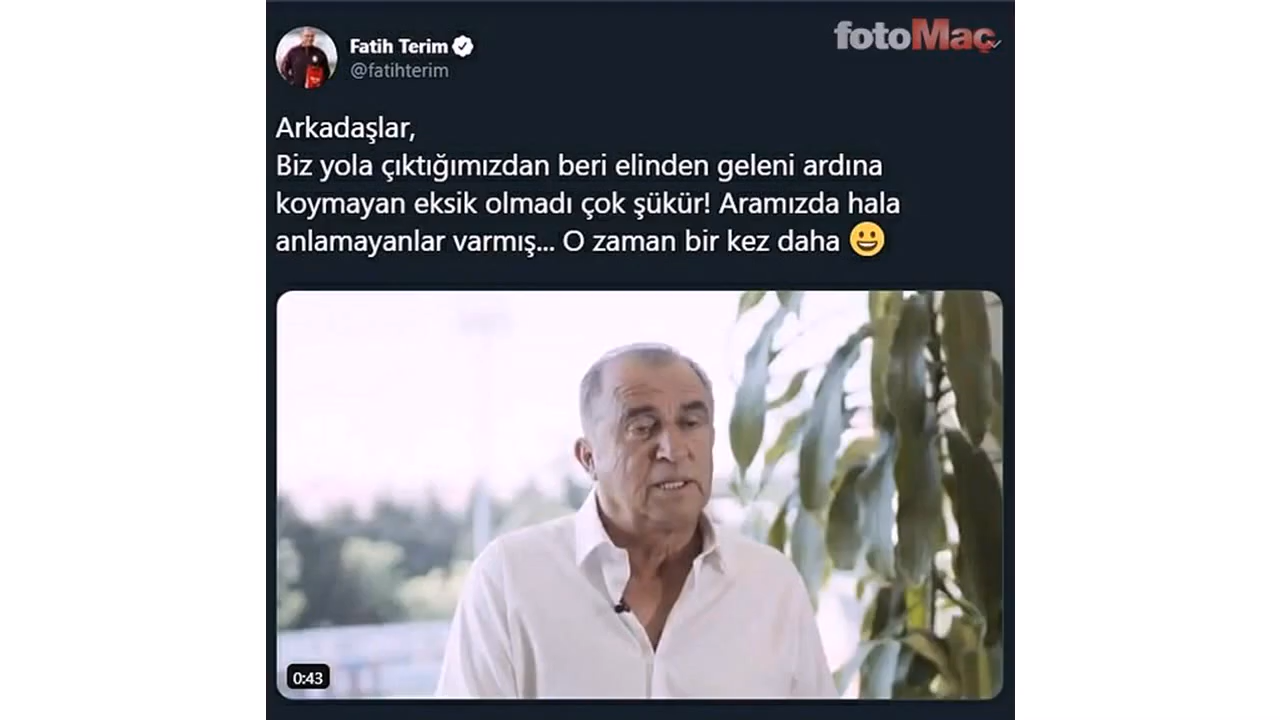 fotoMaç
Fatih Terim
@fatihterim
Arkadaşlar,
Biz yola çıktığımızdan beri elinden geleni ardına
koymayan eksik olmadı çok şükür! Aramızda hala
anlamayanlar varmış... O zaman bir kez daha 😀
0:43